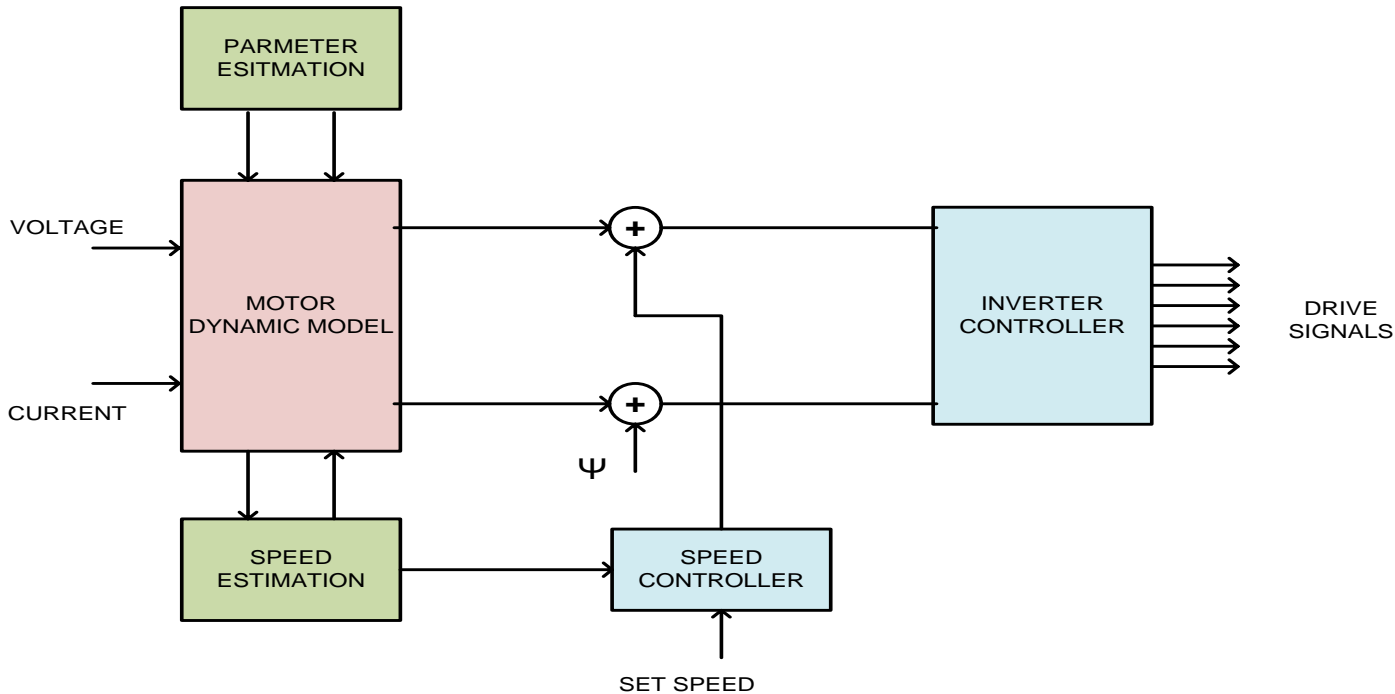 PARMETER
ESITMATION
VOLTAGE
MOTOR
DYNAMIC MODEL
CURRENT
+
+
Ψ
INVERTER
CONTROLLER
DRIVE
SIGNALS
SPEED
ESTIMATION
SPEED
CONTROLLER
SET SPEED